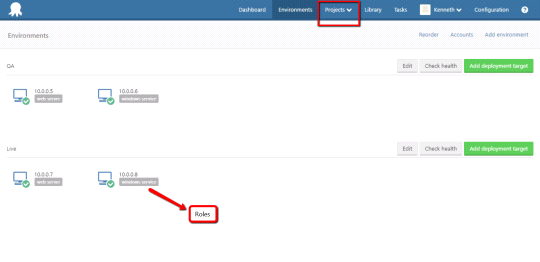 Dashboard Environments Projects Library Tasks Kenneth Configuration
Environments Reorder Accounts Add environment
QA Edit Check health Add deployment target
10.0.0.5 10.0.0.6
web server windows service
Live Edit Check health Add deployment target
10.0.0.7 10.0.0.8
web server windows service
Roles